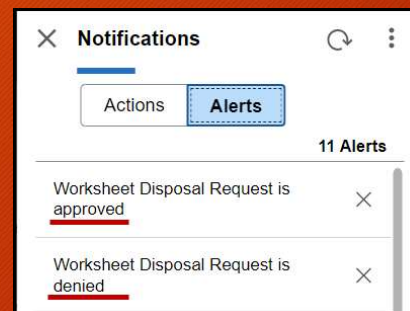 Notifications
Actions
Alerts
11 Alerts
Worksheet Disposal Request is
approved
Worksheet Disposal Request is
denied